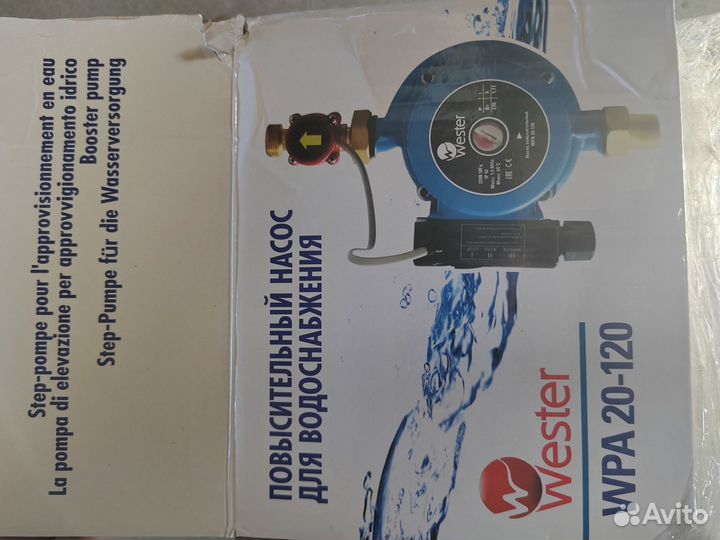 Step-pompe pour l'approvisionnement en eau
La pompa di elevazione per approvvigionamento idrico
Booster pump
Step-Pumpe für die Wasserversorgung
Wester
ПОВЫСИТЕЛЬНЫЙ НАСОС
ДЛЯ ВОДОСНАБЖЕНИЯ
Wester
WPA 20-120
Avito